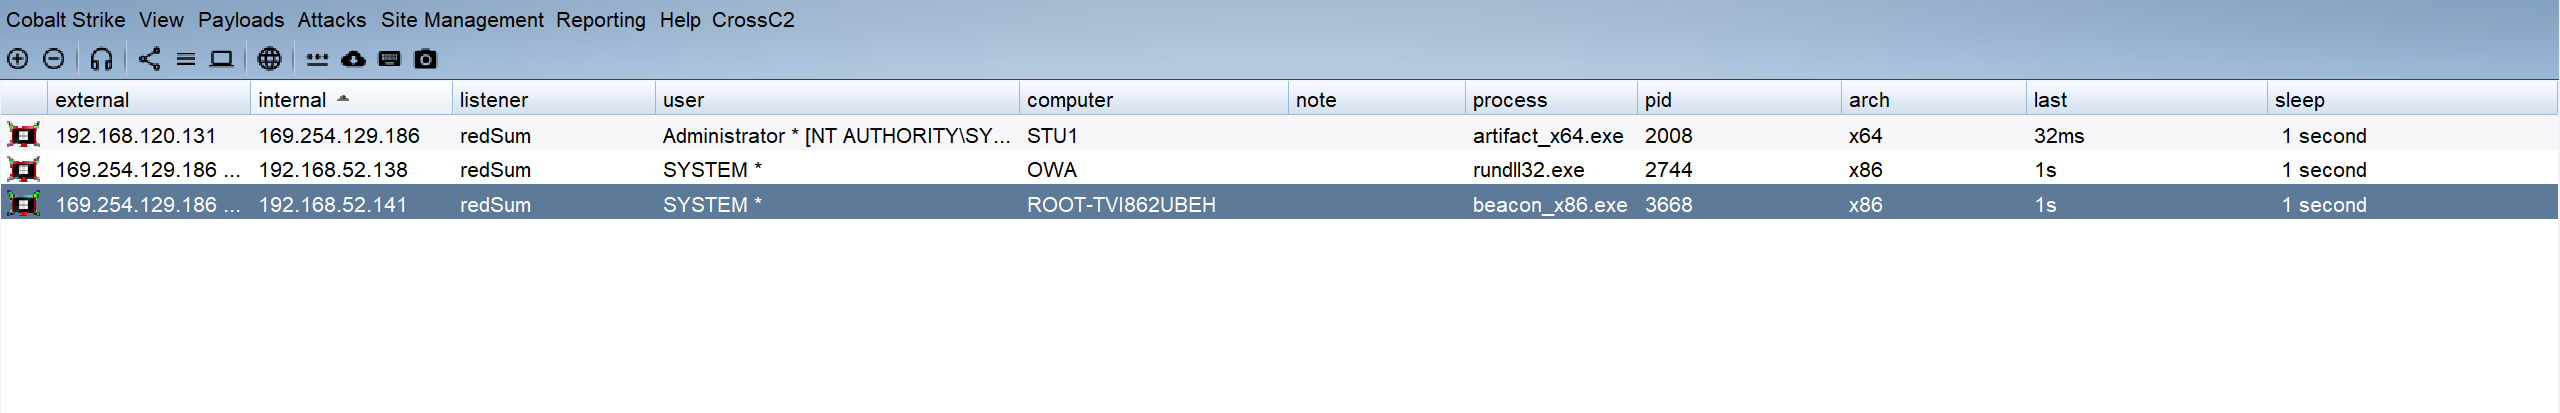 Cobalt Strike View Payloads Attacks Site Management Reporting Help CrossC2
external internal listener user computer note process pid arch last sleep
192.168.120.131 169.254.129.186 redSum Administrator * [NT AUTHORITY\SY... STU1 artifact_x64.exe 2008 x64 32ms 1 second
169.254.129.186 ... 192.168.52.138 redSum SYSTEM * OWA rundll32.exe 2744 x86 1s 1 second
169.254.129.186 ... 192.168.52.141 redSum SYSTEM * ROOT-TVI862UBEH beacon_x86.exe 3668 x86 1s 1 second